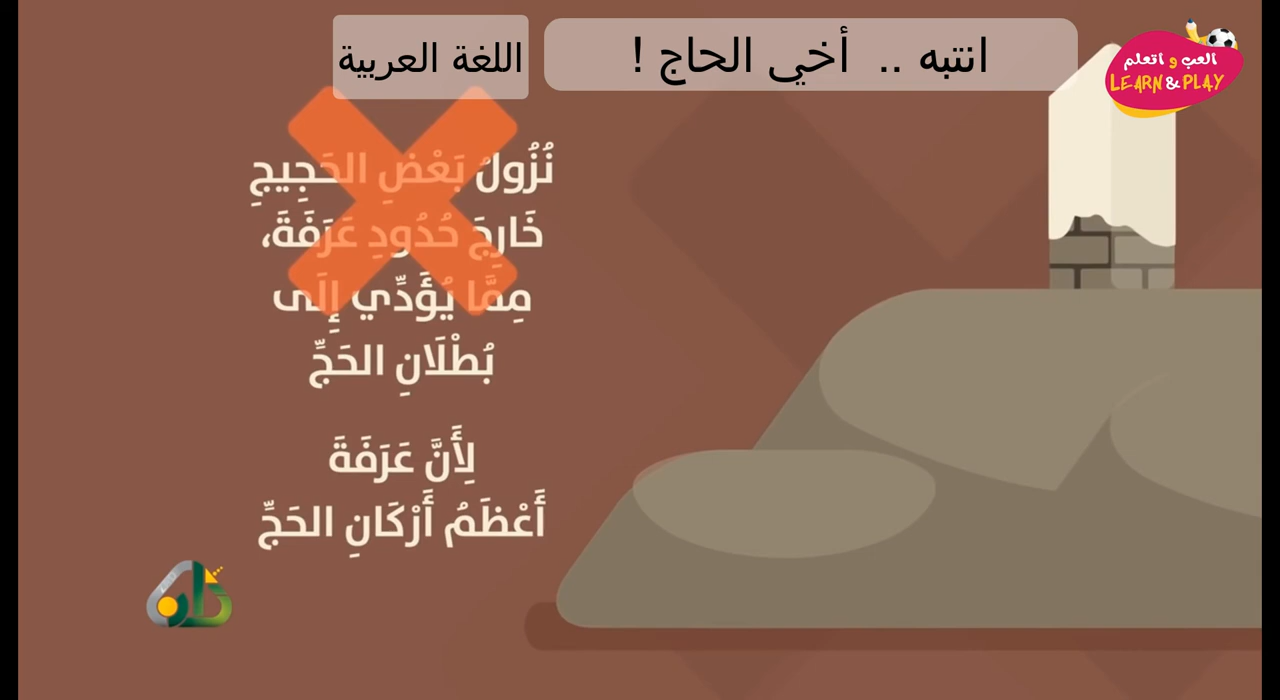 انتبه .. أخي الحاج !
اللغة العربية
العب و اتعلم
LEARN & PLAY
نُزُولُ بَعْضِ الحَجِيجِ
خَارِجَ حُدُودِ عَرَفَةَ،
مِمَّا يُؤَدِّي إِلَى
بُطْلَانِ الحَجِّ
لِأَنَّ عَرَفَةَ
أَعْظَمُ أَرْكَانِ الحَجِّ